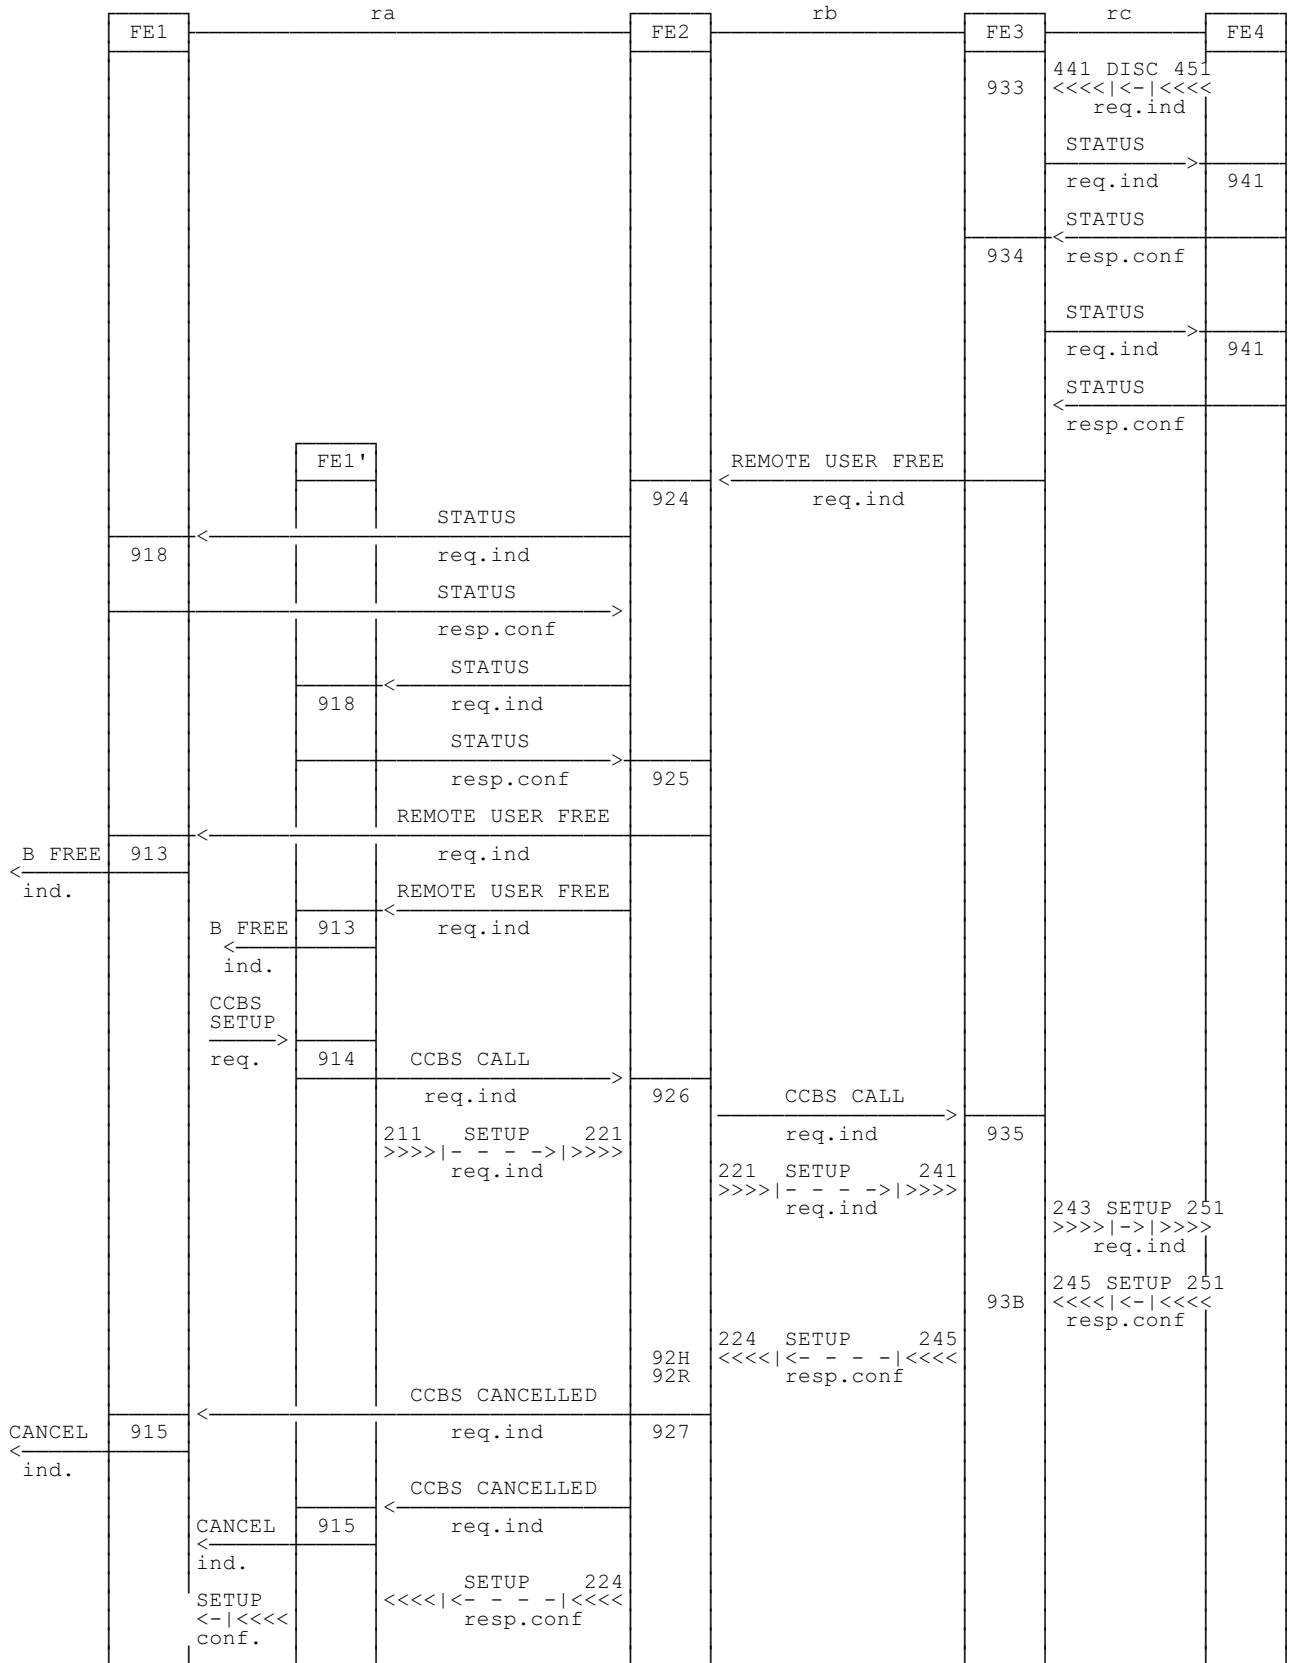 ra rb rc
FE1 FE2 FE3 FE4
441 DISC 451
933 <<<<|<-|<<<<
req.ind
STATUS
>
req.ind 941
STATUS
<
934 resp.conf
STATUS
>
req.ind 941
STATUS
<
resp.conf
FE1' REMOTE USER FREE
<
924 req.ind
STATUS
<
918 req.ind
STATUS
>
resp.conf
STATUS
<
918 req.ind
STATUS
>
resp.conf 925
REMOTE USER FREE
<
B FREE 913 req.ind
<
ind. REMOTE USER FREE
<
B FREE 913 req.ind
<
ind.
CCBS
SETUP
>
req. 914 CCBS CALL
>
req.ind 926 CCBS CALL
>
211 SETUP 221 req.ind 935
>>>>|- - - ->|>>>>
req.ind 221 SETUP 241
>>>>|- - - ->|>>>>
req.ind 243 SETUP 251
>>>>|->|>>>>
req.ind
245 SETUP 251
93B <<<<|<-|<<<<
resp.conf
224 SETUP 245
92H <<<<|<- - - -|<<<<
92R resp.conf
CCBS CANCELLED
<
CANCEL 915 req.ind 927
<
ind.
CCBS CANCELLED
<
CANCEL 915 req.ind
<
ind.
SETUP 224
SETUP <<<<|<- - - -|<<<<
<-|<<<< resp.conf
conf.